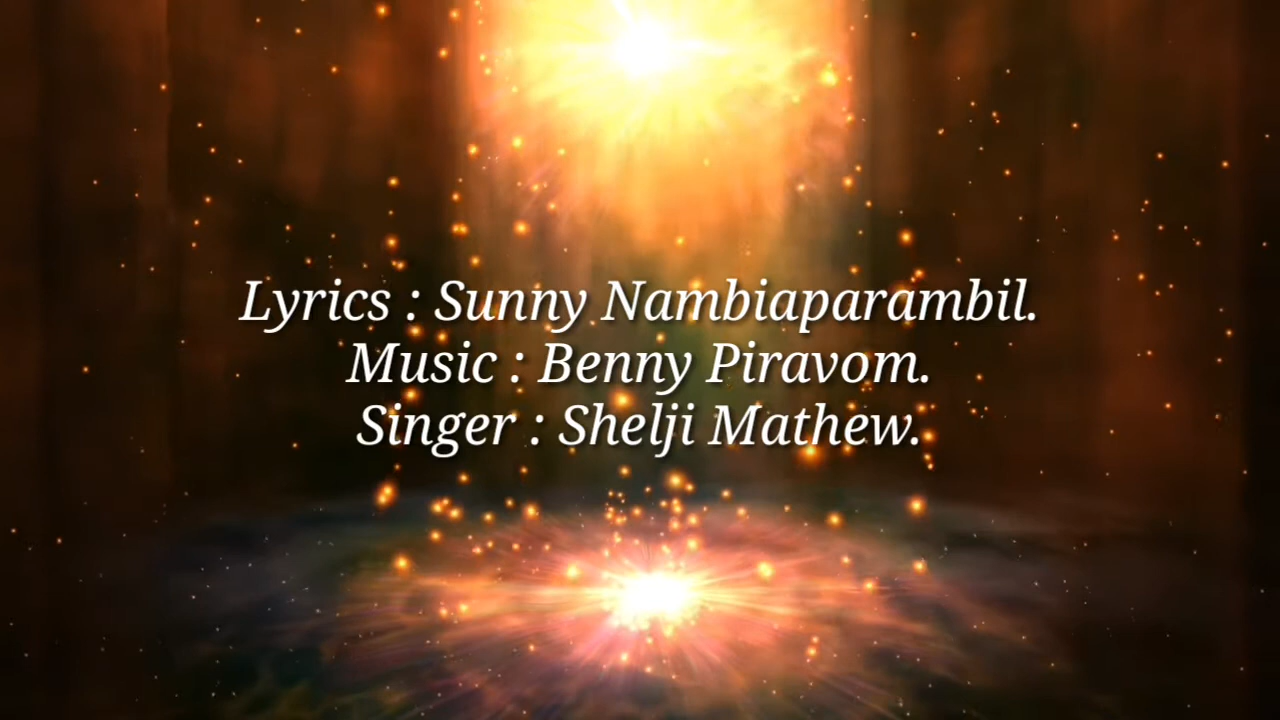 Lyrics : Sunny Nambiaparambil.
Music : Benny Piravom.
Singer : Shelji Mathew.